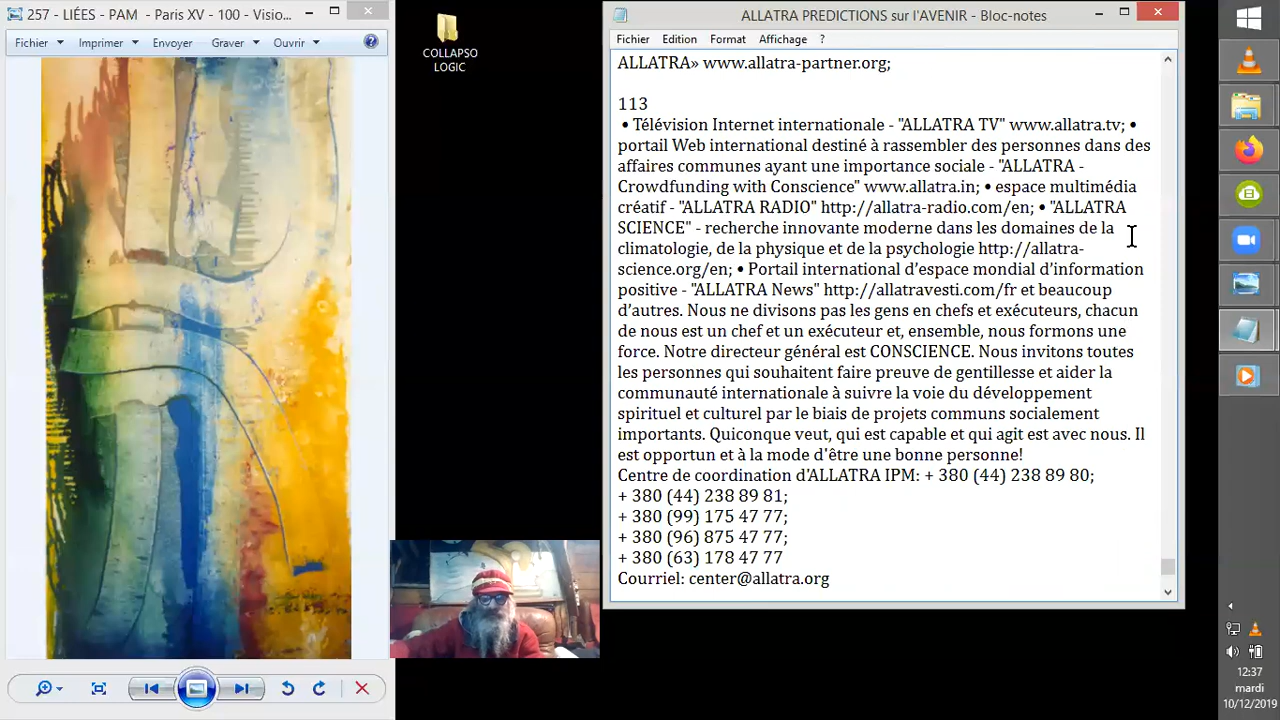 257 - LIÉES - PAM - Paris XV - 100 - Visio...
Fichier Imprimer Envoyer Graver Ouvrir
COLLAPSO
LOGIC
ALLATRA PREDICTIONS sur l'AVENIR - Bloc-notes
Fichier Edition Format Affichage ?
ALLATRA» www.allatra-partner.org;
113
• Télévision Internet internationale - "ALLATRA TV" www.allatra.tv; •
portail Web international destiné à rassembler des personnes dans des
affaires communes ayant une importance sociale - "ALLATRA -
Crowdfunding with Conscience" www.allatra.in; • espace multimédia
créatif - "ALLATRA RADIO" http://allatra-radio.com/en; • "ALLATRA
SCIENCE" - recherche innovante moderne dans les domaines de la
climatologie, de la physique et de la psychologie http://allatra-
science.org/en; • Portail international d’espace mondial d’information
positive - "ALLATRA News" http://allatravesti.com/fr et beaucoup
d’autres. Nous ne divisons pas les gens en chefs et exécuteurs, chacun
de nous est un chef et un exécuteur et, ensemble, nous formons une
force. Notre directeur général est CONSCIENCE. Nous invitons toutes
les personnes qui souhaitent faire preuve de gentillesse et aider la
communauté internationale à suivre la voie du développement
spirituel et culturel par le biais de projets communs socialement
importants. Quiconque veut, qui est capable et qui agit est avec nous. Il
est opportun et à la mode d'être une bonne personne!
Centre de coordination d'ALLATRA IPM: + 380 (44) 238 89 80;
+ 380 (44) 238 89 81;
+ 380 (99) 175 47 77;
+ 380 (96) 875 47 77;
+ 380 (63) 178 47 77
Courriel: center@allatra.org
12:37
mardi
10/12/2019